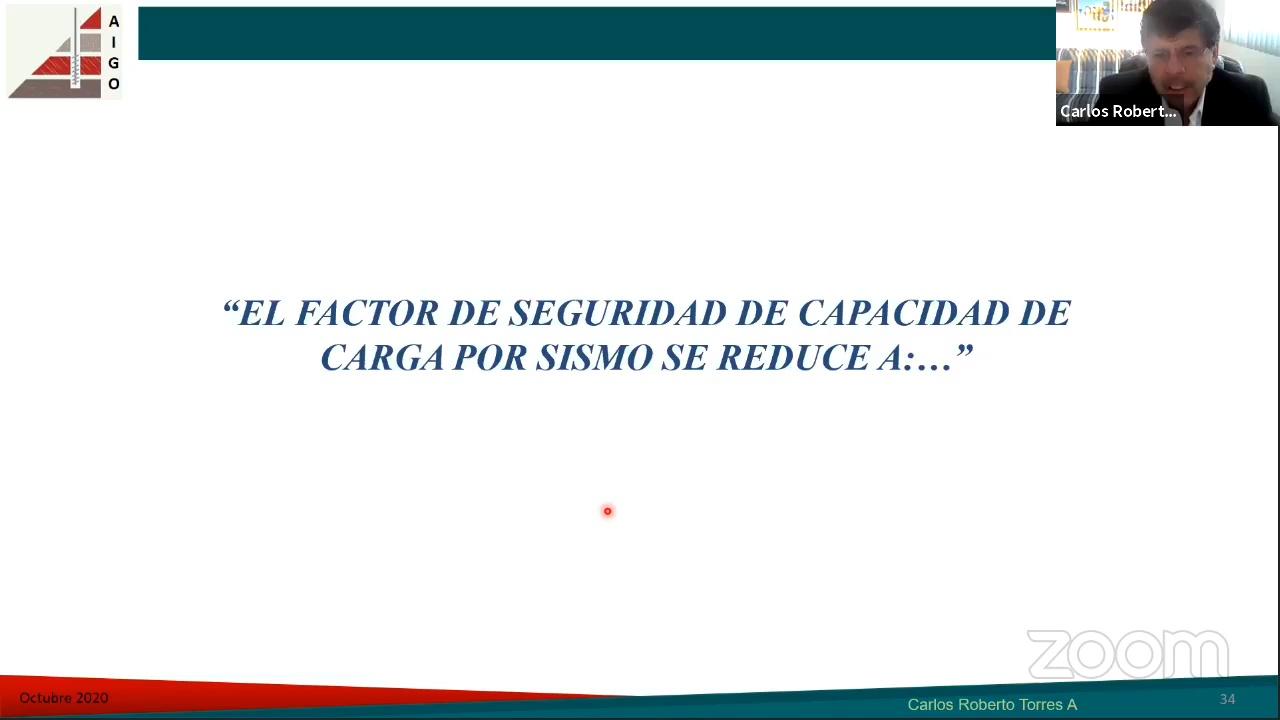 A
I
G
O
Carlos Robert...
“EL FACTOR DE SEGURIDAD DE CAPACIDAD DE
CARGA POR SISMO SE REDUCE A:…”
zoom
Octubre 2020
Carlos Roberto Torres A
34